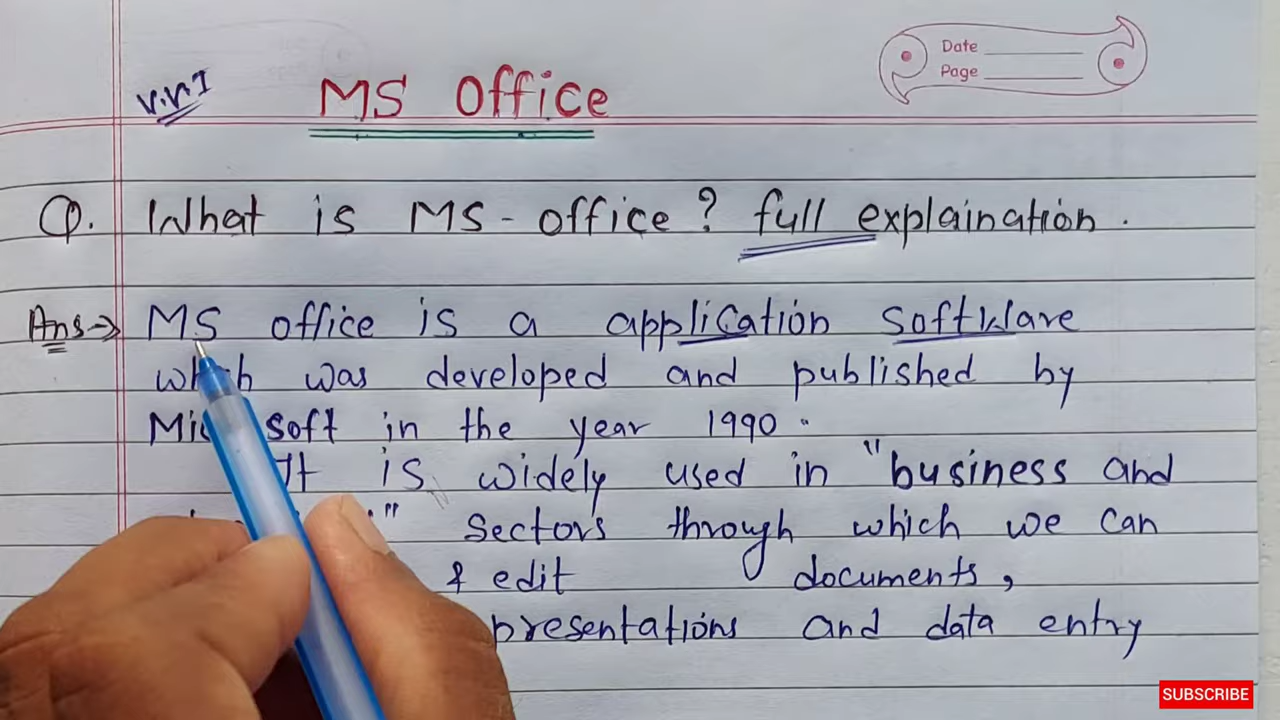 Date
Page
V.V.I
MS Office
Q. What is MS-office? full explaination.
Ans→ MS office is a application software
which was developed and published by
soft in the year 1990.
It is widely used in "business and
" sectors through which we can
& edit documents,
presentations and data entry
SUBSCRIBE